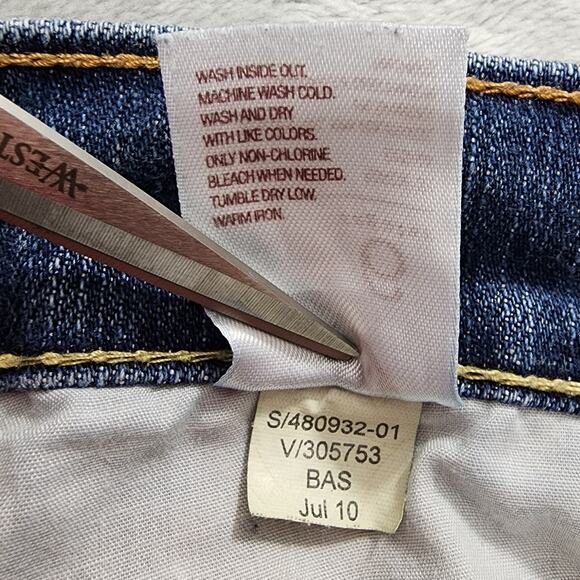 WASH INSIDE OUT.
MACHINE WASH COLD.
WASH AND DRY
WITH LIKE COLORS.
ONLY NON-CHLORINE
BLEACH WHEN NEEDED.
TUMBLE DRY LOW.
WARM IRON.
WEST
S/480932-01
V/305753
BAS
Jul 10